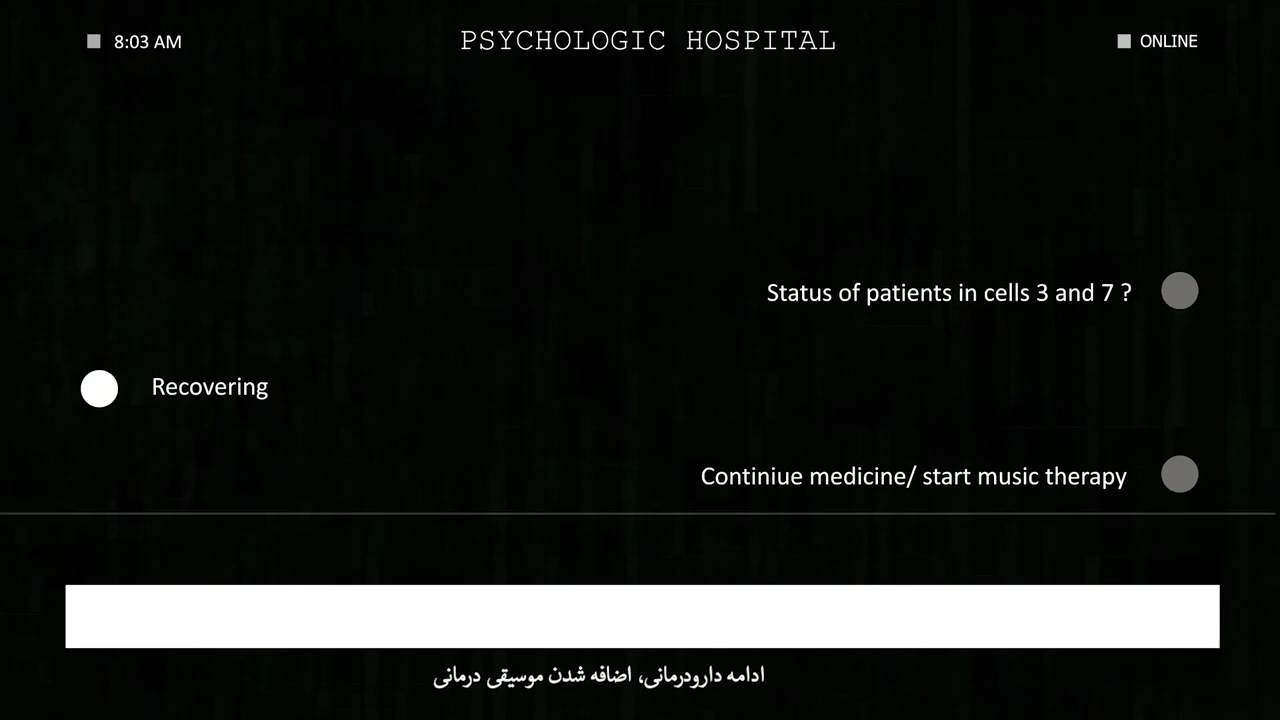 8:03 AM
PSYCHOLOGIC HOSPITAL
ONLINE
Status of patients in cells 3 and 7 ?
Recovering
Continiue medicine/ start music therapy
ادامه دارودرمانی، اضافه شدن موسیقی درمانی